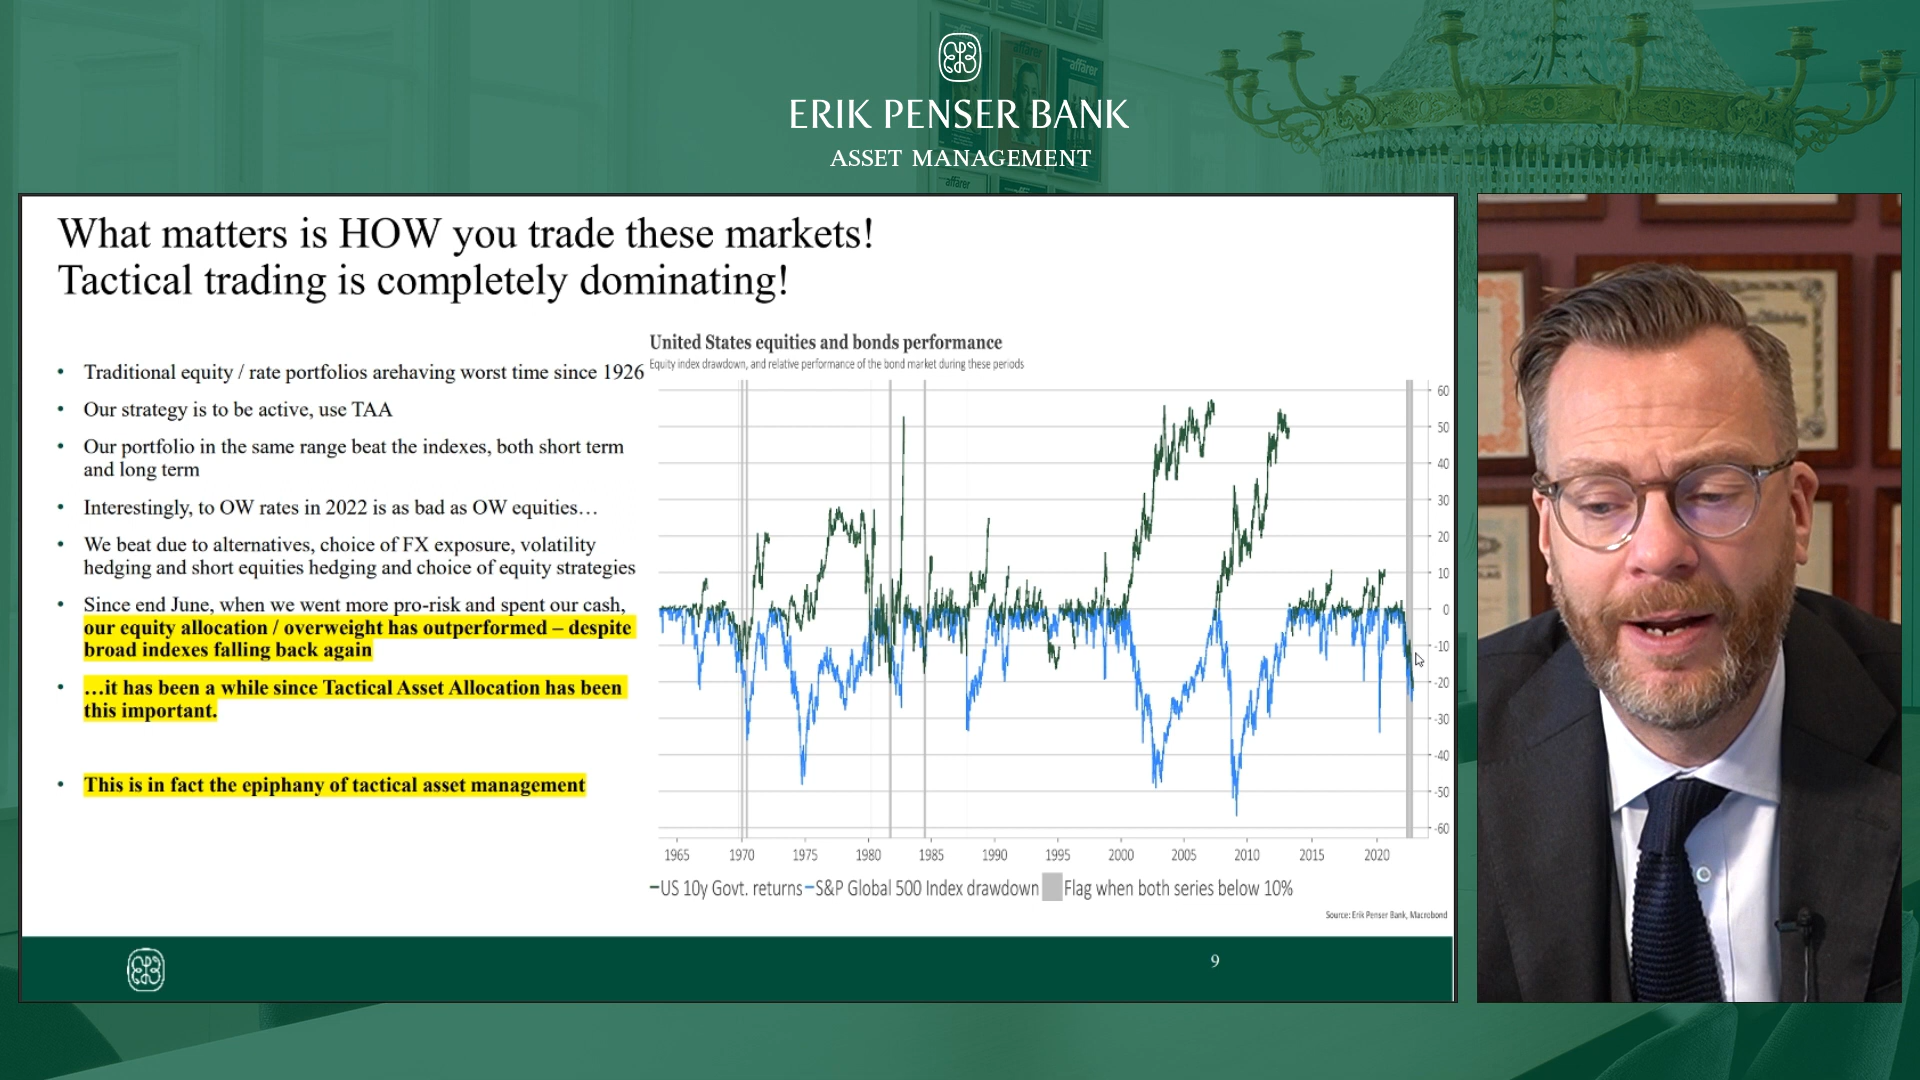 affärer
affärer
affärer
ERIK PENSER BANK
ASSET MANAGEMENT
What matters is HOW you trade these markets!
Tactical trading is completely dominating!
• Traditional equity / rate portfolios arehaving worst time since 1926
• Our strategy is to be active, use TAA
• Our portfolio in the same range beat the indexes, both short term
and long term
• Interestingly, to OW rates in 2022 is as bad as OW equities…
• We beat due to alternatives, choice of FX exposure, volatility
hedging and short equities hedging and choice of equity strategies
• Since end June, when we went more pro-risk and spent our cash,
our equity allocation / overweight has outperformed – despite
broad indexes falling back again
• …it has been a while since Tactical Asset Allocation has been
this important.
• This is in fact the epiphany of tactical asset management
United States equities and bonds performance
Equity index drawdown, and relative performance of the bond market during these periods
60
50
40
30
20
10
0
-10
-20
-30
-40
-50
-60
1965 1970 1975 1980 1985 1990 1995 2000 2005 2010 2015 2020
US 10y Govt. returns S&P Global 500 Index drawdown Flag when both series below 10%
Source: Erik Penser Bank, Macrobond
9